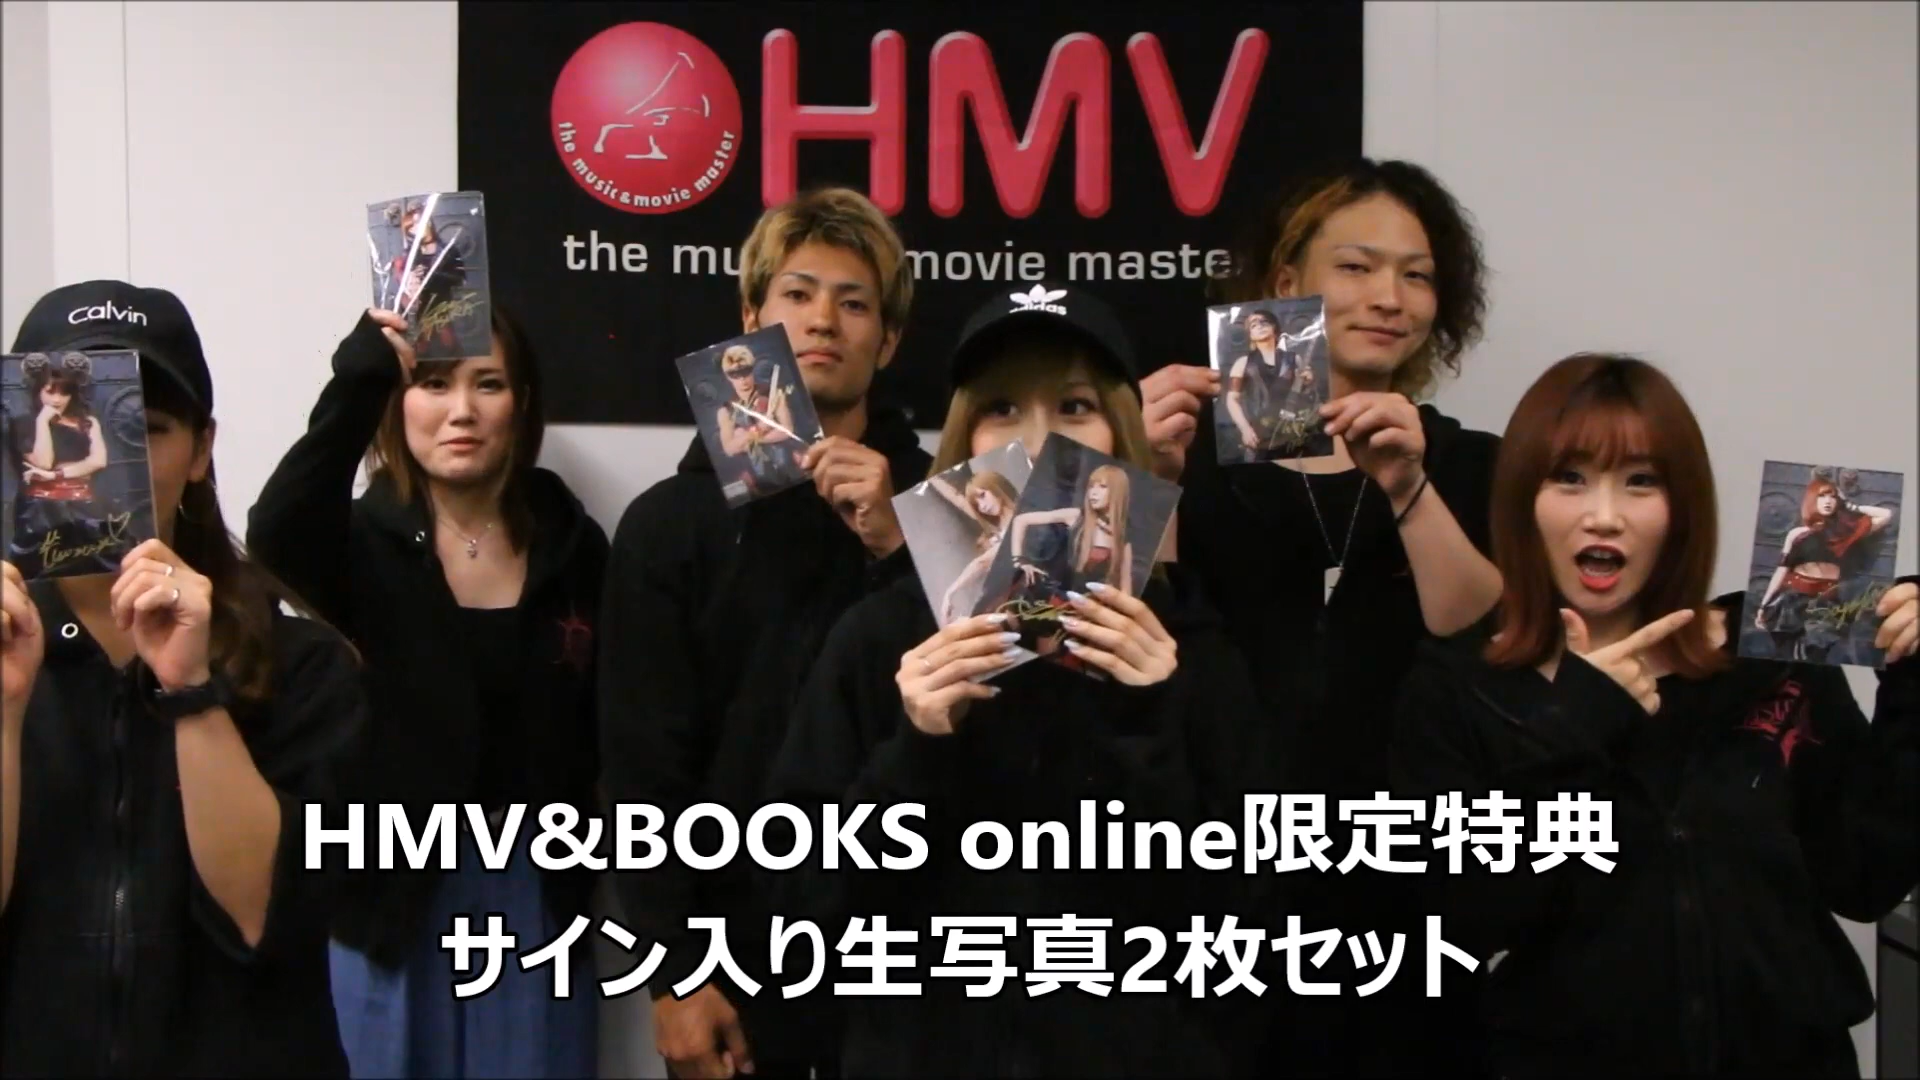 HMV
the music & movie master
the mu movie maste
Calvin
adidas
HMV&BOOKS online限定特典
サイン入り生写真2枚セット